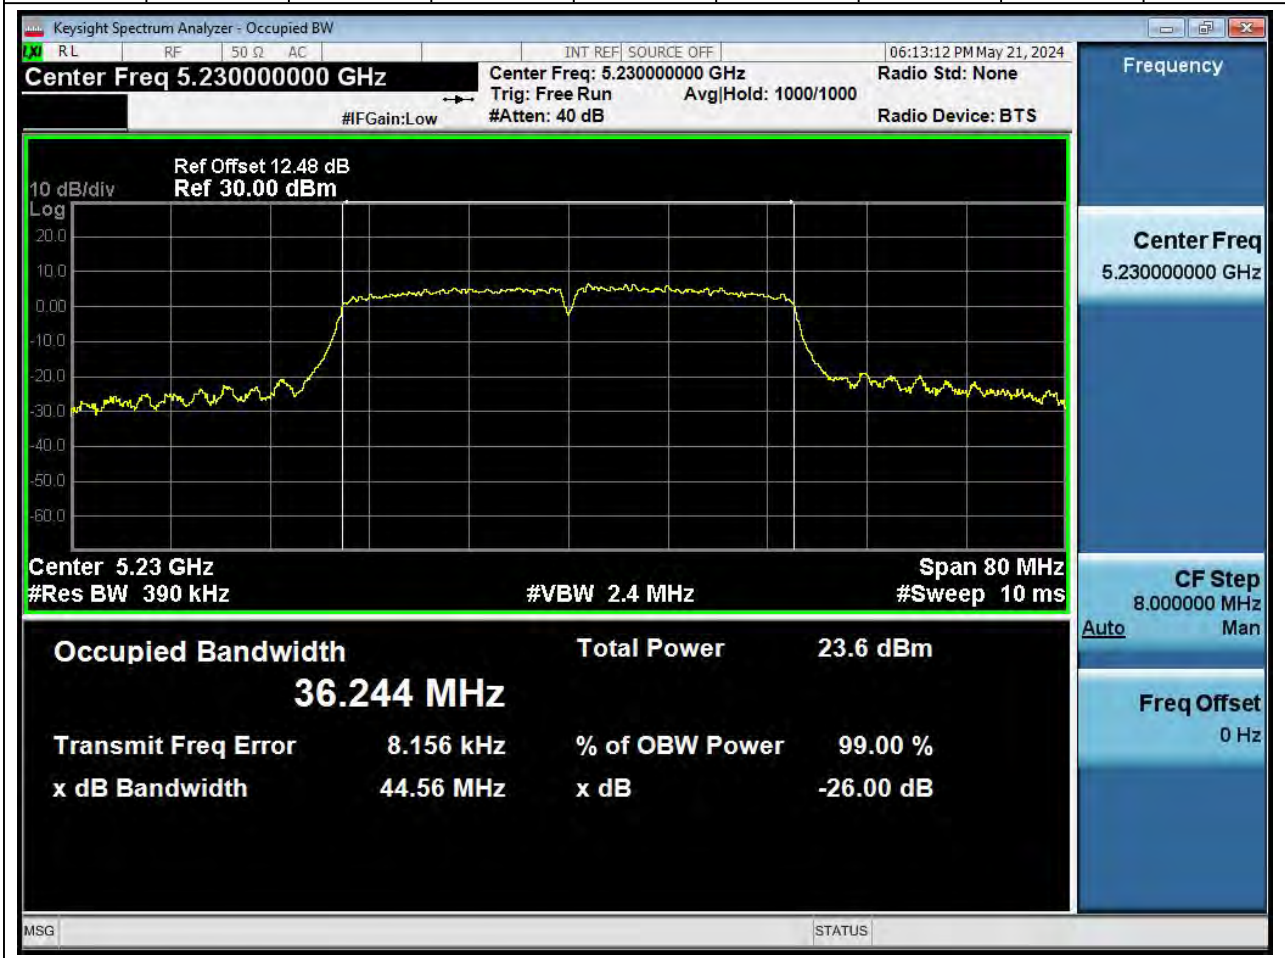 Keysight Spectrum Analyzer - Occupied BW
LXI RL RF 50 Ω AC INT REF SOURCE OFF 06:13:12 PM May 21, 2024
Center Freq 5.230000000 GHz
Center Freq: 5.230000000 GHz Radio Std: None
Trig: Free Run Avg|Hold: 1000/1000
#IFGain:Low #Atten: 40 dB Radio Device: BTS
Ref Offset 12.48 dB
10 dB/div Ref 30.00 dBm
Log
20.0
10.0
0.00
-10.0
-20.0
-30.0
-40.0
-50.0
-60.0
Center 5.23 GHz Span 80 MHz
#Res BW 390 kHz #VBW 2.4 MHz #Sweep 10 ms
Occupied Bandwidth Total Power 23.6 dBm
36.244 MHz
Transmit Freq Error 8.156 kHz % of OBW Power 99.00 %
x dB Bandwidth 44.56 MHz x dB -26.00 dB
MSG STATUS
Frequency
Center Freq
5.230000000 GHz
CF Step
8.000000 MHz
Auto Man
Freq Offset
0 Hz